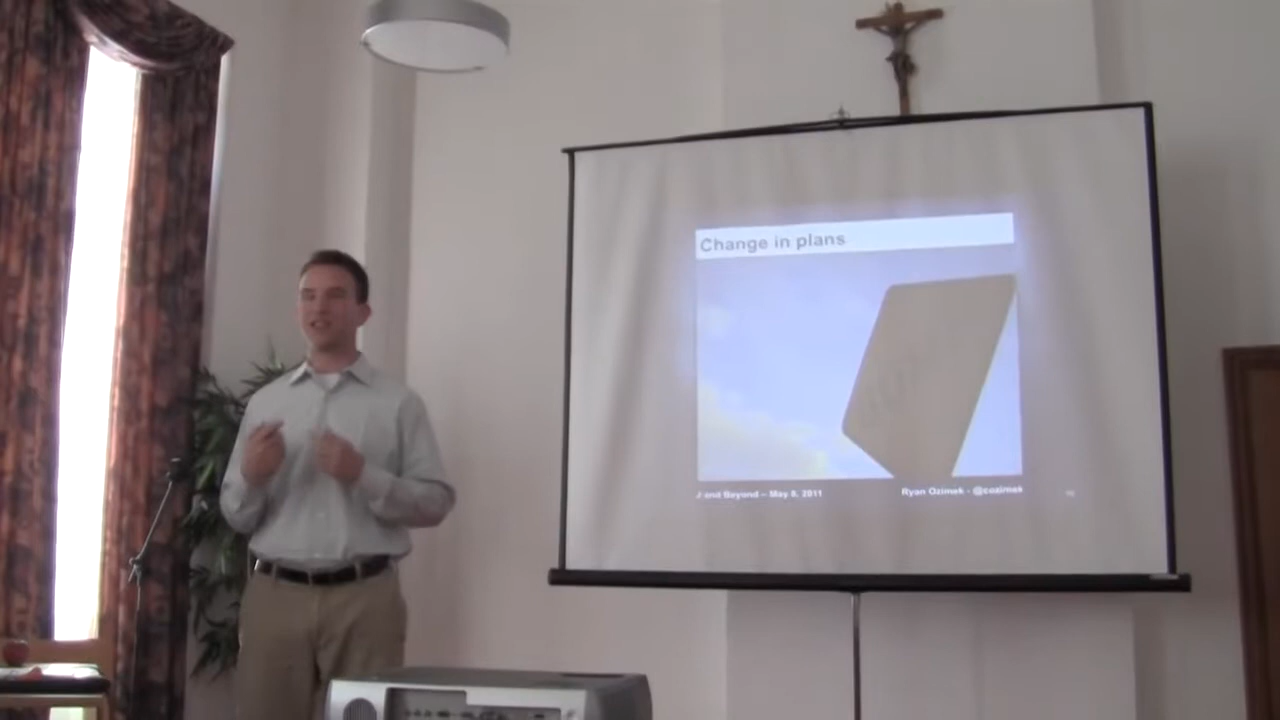 Change in plans
J and Beyond – May 8, 2011
Ryan Ozimek - @cozimek